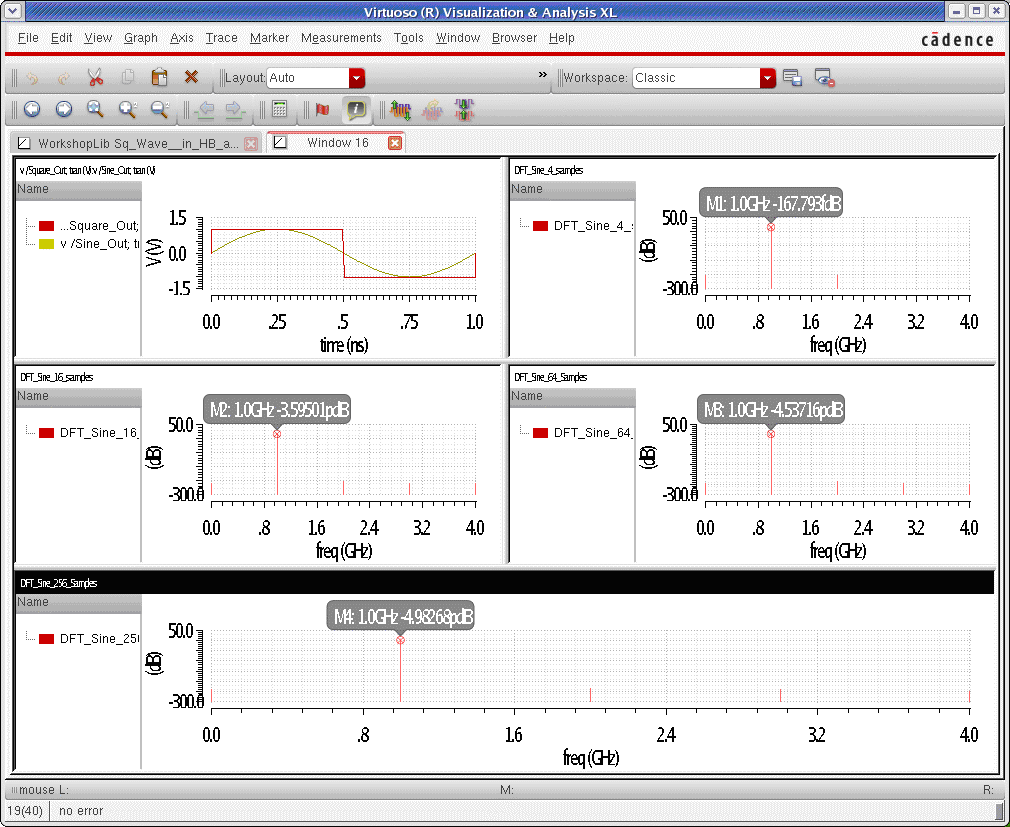 Virtuoso (R) Visualization & Analysis XL
File Edit View Graph Axis Trace Marker Measurements Tools Window Browser Help
cādence
Layout: Auto
» Workspace: Classic
WorkshopLib Sq_Wave__in_HB_a... Window 16
v /Square_Out; tran (V):v /Sine_Out; tran (V)
Name
...Square_Out;
v /Sine_Out; tr
V (V)
1.5
0.0
-1.5
0.0 .25 .5 .75 1.0
time (ns)
DFT_Sine_4_samples
Name
DFT_Sine_4_s
M1: 1.0GHz -167.793fdB
(dB)
50.0
-300.0
0.0 .8 1.6 2.4 3.2 4.0
freq (GHz)
DFT_Sine_16_samples
Name
DFT_Sine_16_
M2: 1.0GHz -3.59501pdB
(dB)
50.0
-300.0
0.0 .8 1.6 2.4 3.2 4.0
freq (GHz)
DFT_Sine_64_Samples
Name
DFT_Sine_64_
M3: 1.0GHz -4.53716pdB
(dB)
50.0
-300.0
0.0 .8 1.6 2.4 3.2 4.0
freq (GHz)
DFT_Sine_256_Samples
Name
DFT_Sine_256
M4: 1.0GHz -4.98268pdB
(dB)
50.0
-300.0
0.0 .8 1.6 2.4 3.2 4.0
freq (GHz)
mouse L: M: R:
19(40) no error